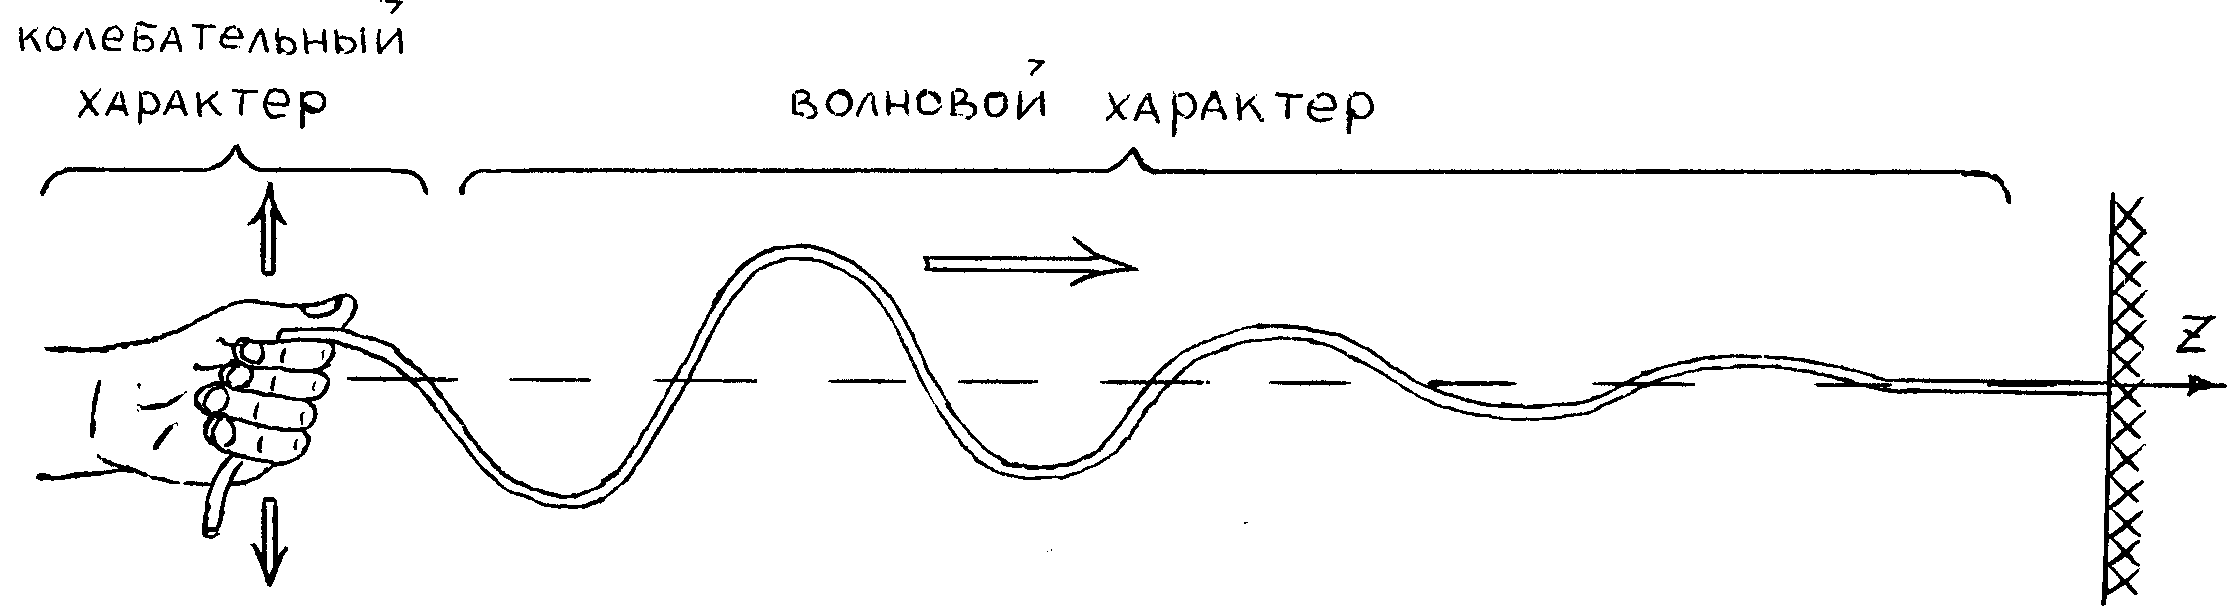 колебательный
характер
волновой характер
z